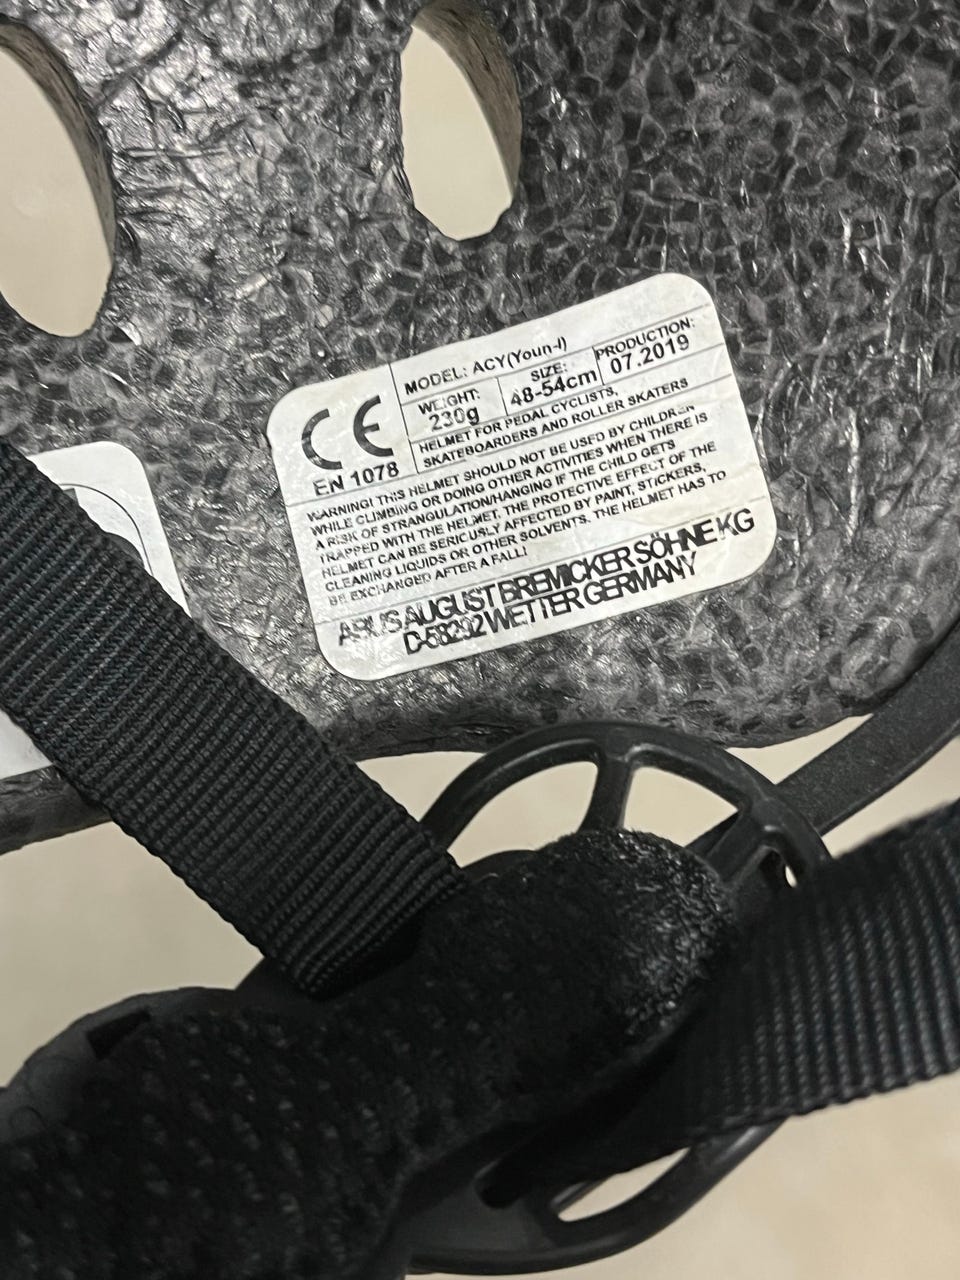 CE
EN 1078
MODEL: ACY(Youn-I)
WEIGHT:
230g
SIZE:
48-54cm
PRODUCTION:
07.2019
HELMET FOR PEDAL CYCLISTS,
SKATEBOARDERS AND ROLLER SKATERS
WARNING! THIS HELMET SHOULD NOT BE USED BY CHILDREN
WHILE CLIMBING OR DOING OTHER ACTIVITIES WHEN THERE IS
A RISK OF STRANGULATION/HANGING IF THE CHILD GETS
TRAPPED WITH THE HELMET. THE PROTECTIVE EFFECT OF THE
HELMET CAN BE SERICUSLY AFFECTED BY PAINT, STICKERS,
CLEANING LIQUIDS OR OTHER SOLVENTS. THE HELMET HAS TO
BE EXCHANGED AFTER A FALL!
ABUS AUGUST BREMICKER SÖHNE KG
D-58292 WETTER GERMANY